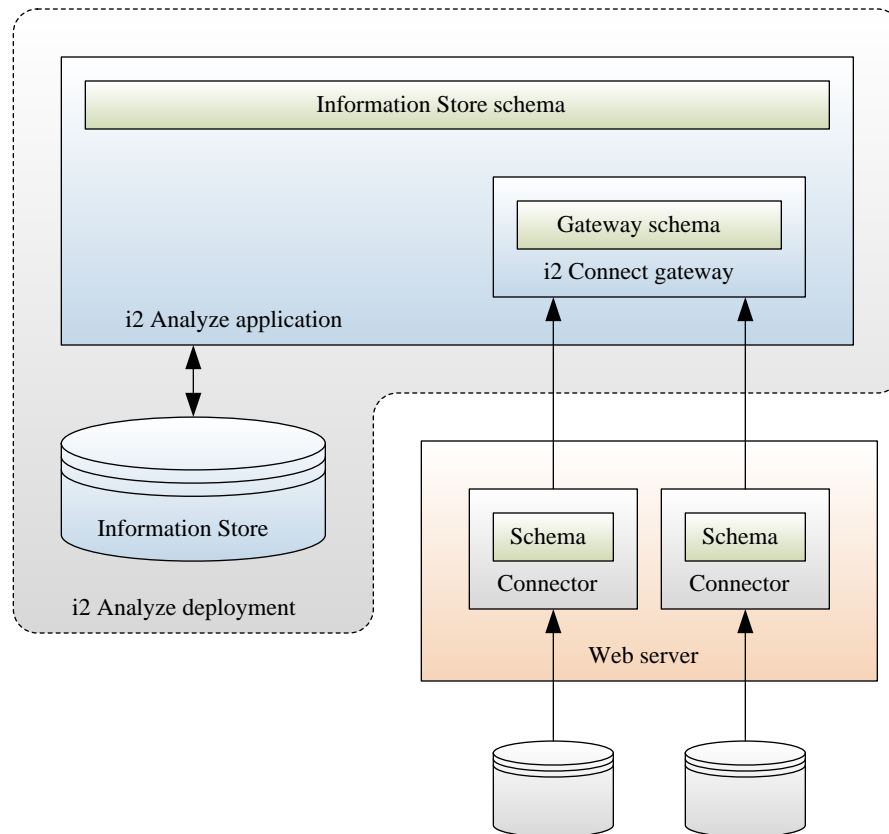 Information Store schema
Gateway schema
i2 Connect gateway
i2 Analyze application
Information Store
i2 Analyze deployment
Schema
Connector
Schema
Connector
Web server